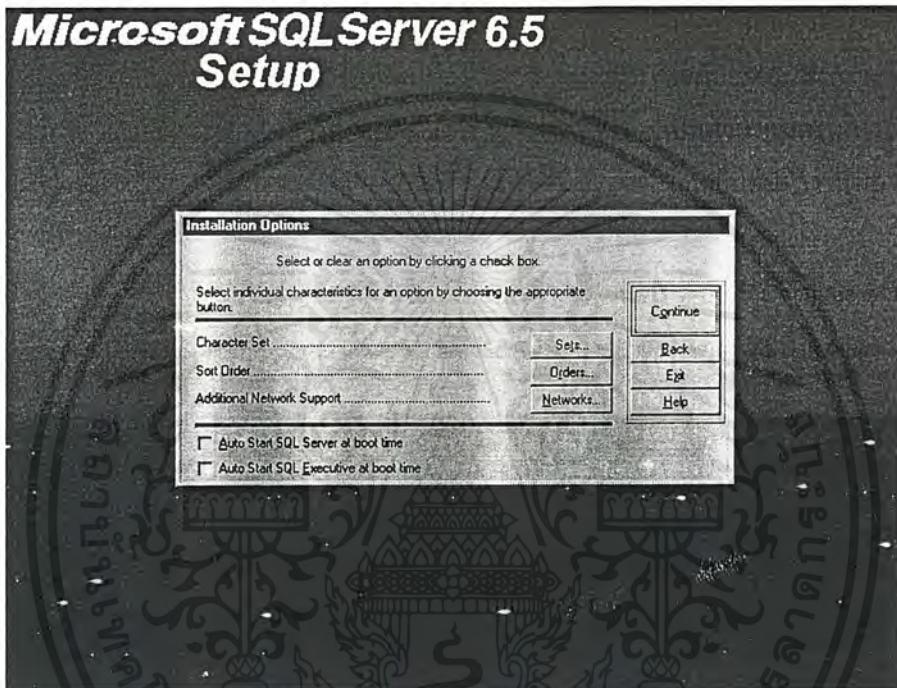 Microsoft SQL Server 6.5
Setup
Installation Options
Select or clear an option by clicking a check box.
Select individual characteristics for an option by choosing the appropriate
button.
Character Set
Sets...
Sort Order
Orders...
Additional Network Support
Networks...
Auto Start SQL Server at boot time
Auto Start SQL Executive at boot time
Continue
Back
Exit
Help